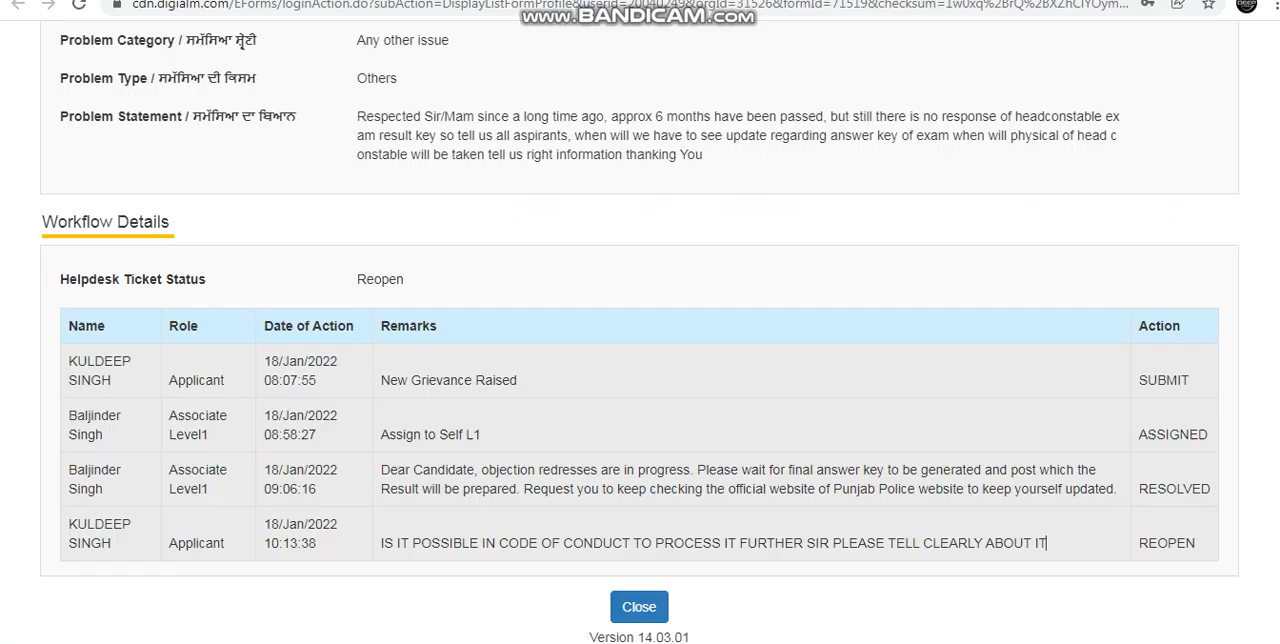 cdn.digialm.com/EForms/loginAction.do?subAction=DisplayListFormProfile&userid=20040249&orgId=31526&formId=71519&checksum=
www.BANDICAM.com
Problem Category / ਸਮੱਸਿਆ ਸ਼੍ਰੇਣੀ Any other issue
Problem Type / ਸਮੱਸਿਆ ਦੀ ਕਿਸਮ Others
Problem Statement / ਸਮੱਸਿਆ ਦਾ ਬਿਆਨ Respected Sir/Mam since a long time ago, approx 6 months have been passed, but still there is no response of headconstable ex
am result key so tell us all aspirants, when will we have to see update regarding answer key of exam when will physical of head c
onstable will be taken tell us right information thanking You
Workflow Details
Helpdesk Ticket Status Reopen
Name Role Date of Action Remarks Action
KULDEEP 18/Jan/2022
SINGH Applicant 08:07:55 New Grievance Raised SUBMIT
Baljinder Associate 18/Jan/2022
Singh Level1 08:58:27 Assign to Self L1 ASSIGNED
Baljinder Associate 18/Jan/2022 Dear Candidate, objection redresses are in progress. Please wait for final answer key to be generated and post which the
Singh Level1 09:06:16 Result will be prepared. Request you to keep checking the official website of Punjab Police website to keep yourself updated. RESOLVED
KULDEEP 18/Jan/2022
SINGH Applicant 10:13:38 IS IT POSSIBLE IN CODE OF CONDUCT TO PROCESS IT FURTHER SIR PLEASE TELL CLEARLY ABOUT IT REOPEN
Close
Version 14.03.01